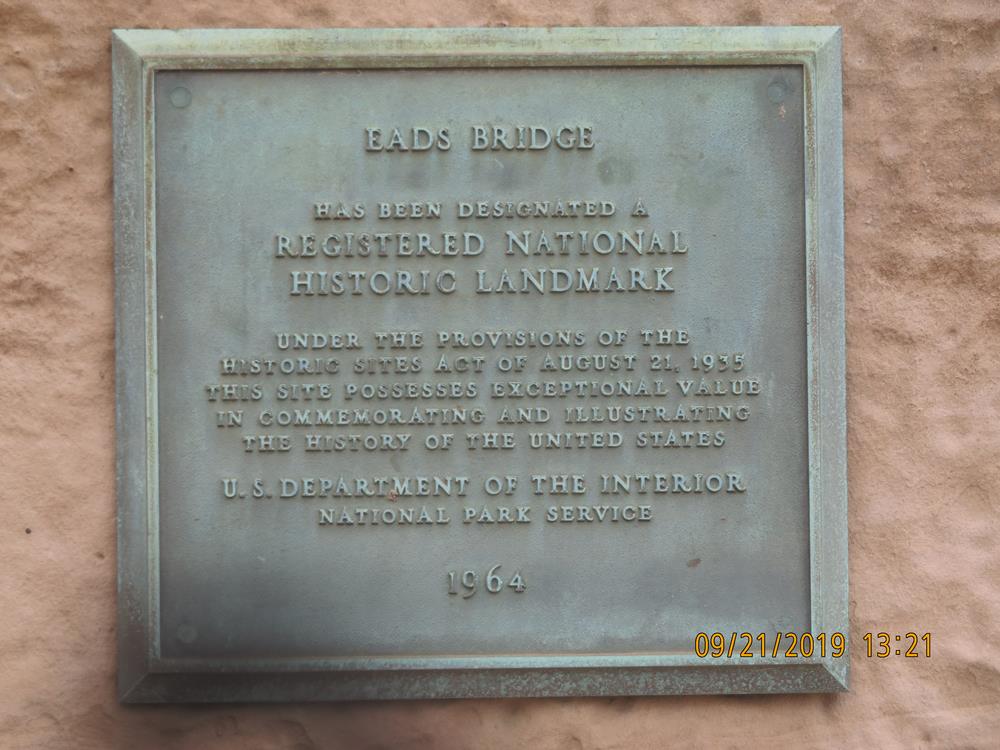 EADS BRIDGE
HAS BEEN DESIGNATED A
REGISTERED NATIONAL
HISTORIC LANDMARK
UNDER THE PROVISIONS OF THE
HISTORIC SITES ACT OF AUGUST 21, 1935
THIS SITE POSSESSES EXCEPTIONAL VALUE
IN COMMEMORATING AND ILLUSTRATING
THE HISTORY OF THE UNITED STATES
U.S. DEPARTMENT OF THE INTERIOR
NATIONAL PARK SERVICE
1964
09/21/2019 13:21